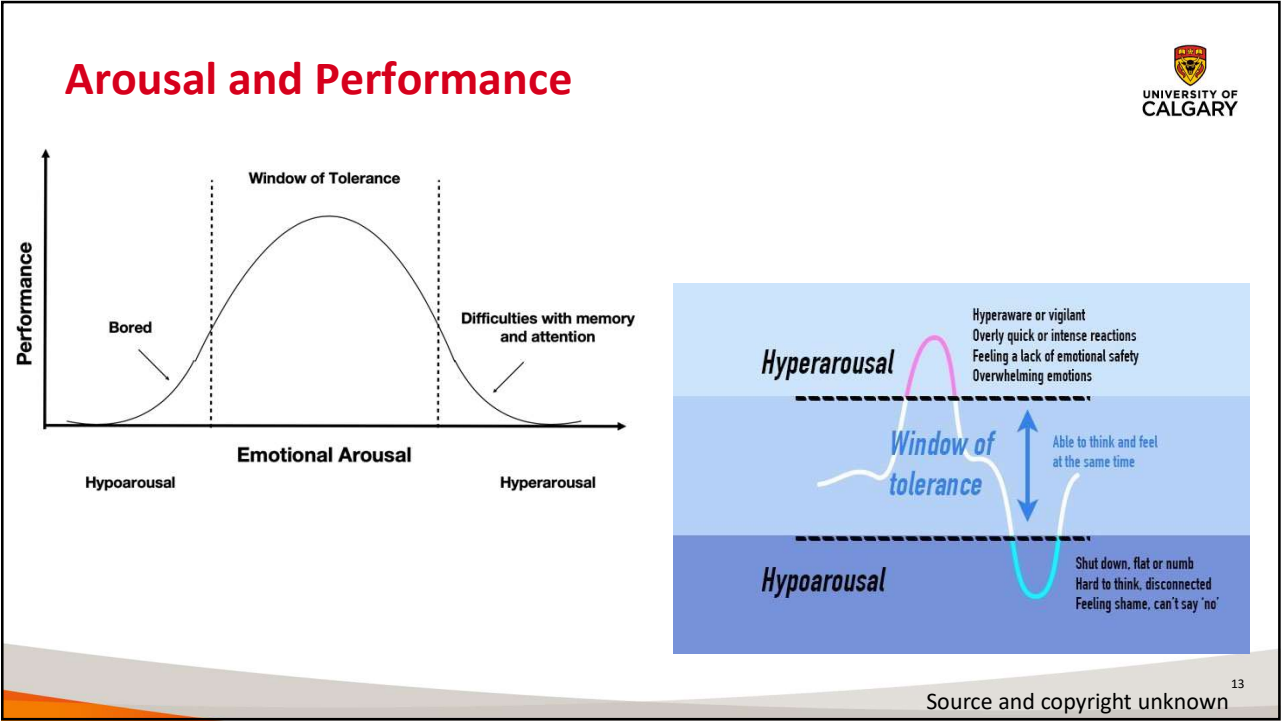 Arousal and Performance
UNIVERSITY OF
CALGARY
Window of Tolerance
Performance
Bored
Difficulties with memory
and attention
Emotional Arousal
Hypoarousal
Hyperarousal
Hyperarousal
Hyperaware or vigilant
Overly quick or intense reactions
Feeling a lack of emotional safety
Overwhelming emotions
Window of
tolerance
Able to think and feel
at the same time
Hypoarousal
Shut down, flat or numb
Hard to think, disconnected
Feeling shame, can't say 'no'
Source and copyright unknown
13